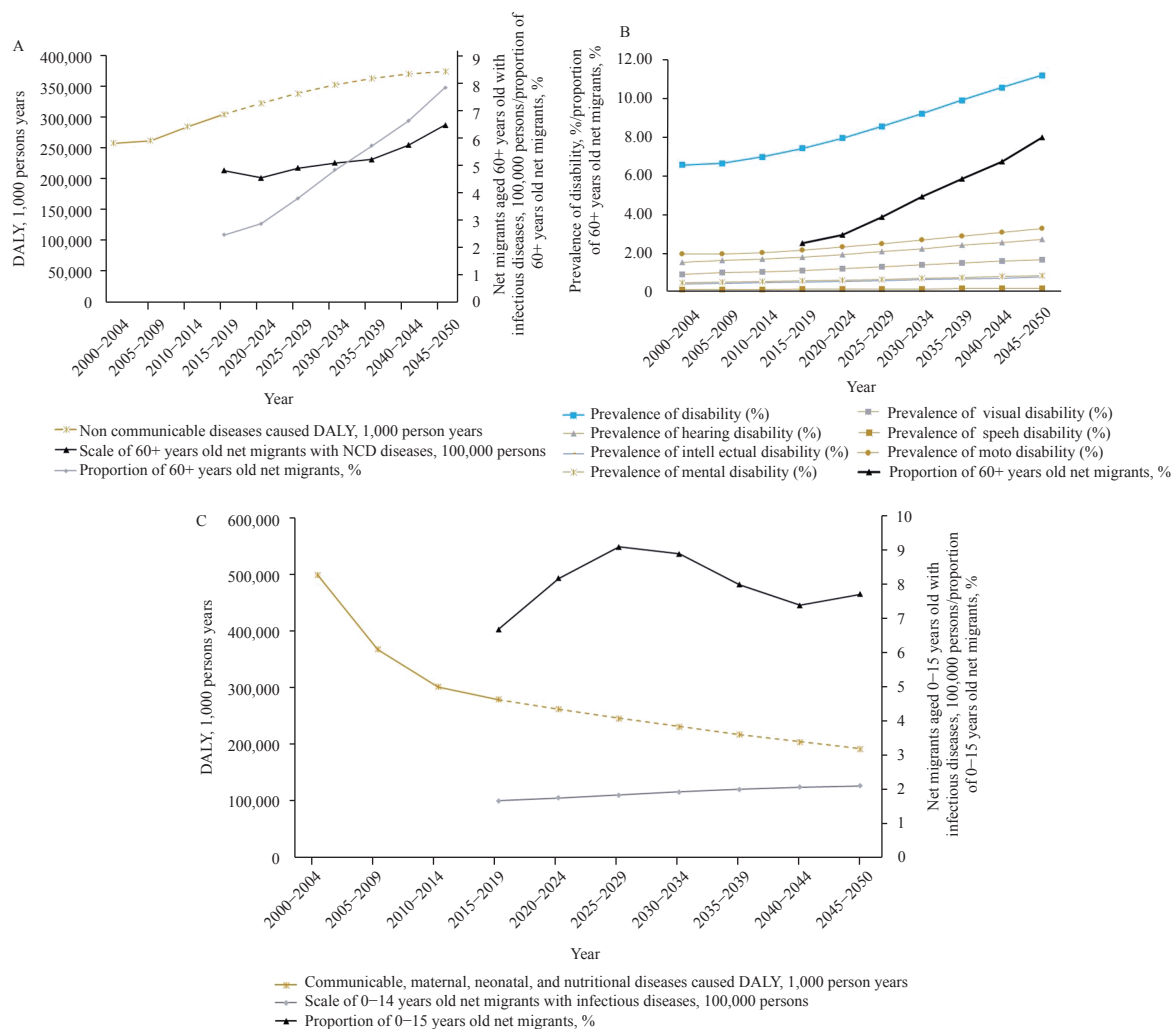 A
400,000
350,000
300,000
250,000
200,000
150,000
100,000
50,000
0
DALY, 1,000 persons years
9
8
7
6
5
4
3
2
1
0
Net migrants aged 60+ years old with
infectious diseases, 100,000 persons/proportion of
60+ years old net migrants, %
2000−2004
2005−2009
2010−2014
2015−2019
2020−2024
2025−2029
2030−2034
2035−2039
2040−2044
2045−2050
Year
Non communicable diseases caused DALY, 1,000 person years
Scale of 60+ years old net migrants with NCD diseases, 100,000 persons
Proportion of 60+ years old net migrants, %
B
Prevalence of disability, %/proportion
of 60+ years old net migrants, %
12.00
10.00
8.00
6.00
4.00
2.00
0
2000−2004
2005−2009
2010−2014
2015−2019
2020−2024
2025−2029
2030−2034
2035−2039
2040−2044
2045−2050
Year
Prevalence of disability (%)
Prevalence of hearing disability (%)
Prevalence of intell ectual disability (%)
Prevalence of mental disability (%)
Prevalence of visual disability (%)
Prevalence of speeh disability (%)
Prevalence of moto disability (%)
Proportion of 60+ years old net migrants, %
C
600,000
500,000
400,000
300,000
200,000
100,000
0
DALY, 1,000 persons years
10
9
8
7
6
5
4
3
2
1
0
Net migrants aged 0−15 years old with
infectious diseases, 100,000 persons/proportion
of 0−15 years old net migrants, %
2000−2004
2005−2009
2010−2014
2015−2019
2020−2024
2025−2029
2030−2034
2035−2039
2040−2044
2045−2050
Year
Communicable, maternal, neonatal, and nutritional diseases caused DALY, 1,000 person years
Scale of 0−14 years old net migrants with infectious diseases, 100,000 persons
Proportion of 0−15 years old net migrants, %